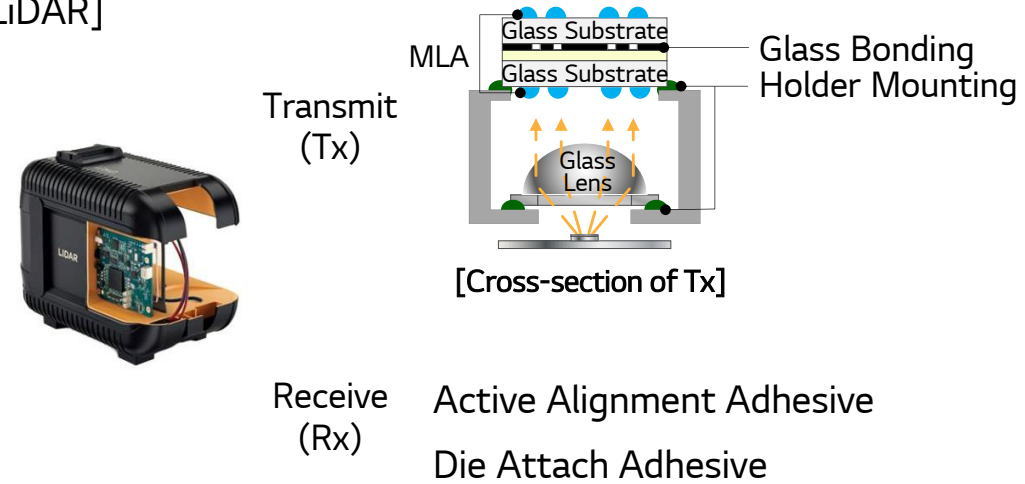 LiDAR]
Glass Substrate
MLA
Glass Substrate
Glass Bonding
Holder Mounting
Transmit
(Tx)
Glass
Lens
LIDAR
[Cross-section of Tx]
Receive
(Rx)
Active Alignment Adhesive
Die Attach Adhesive